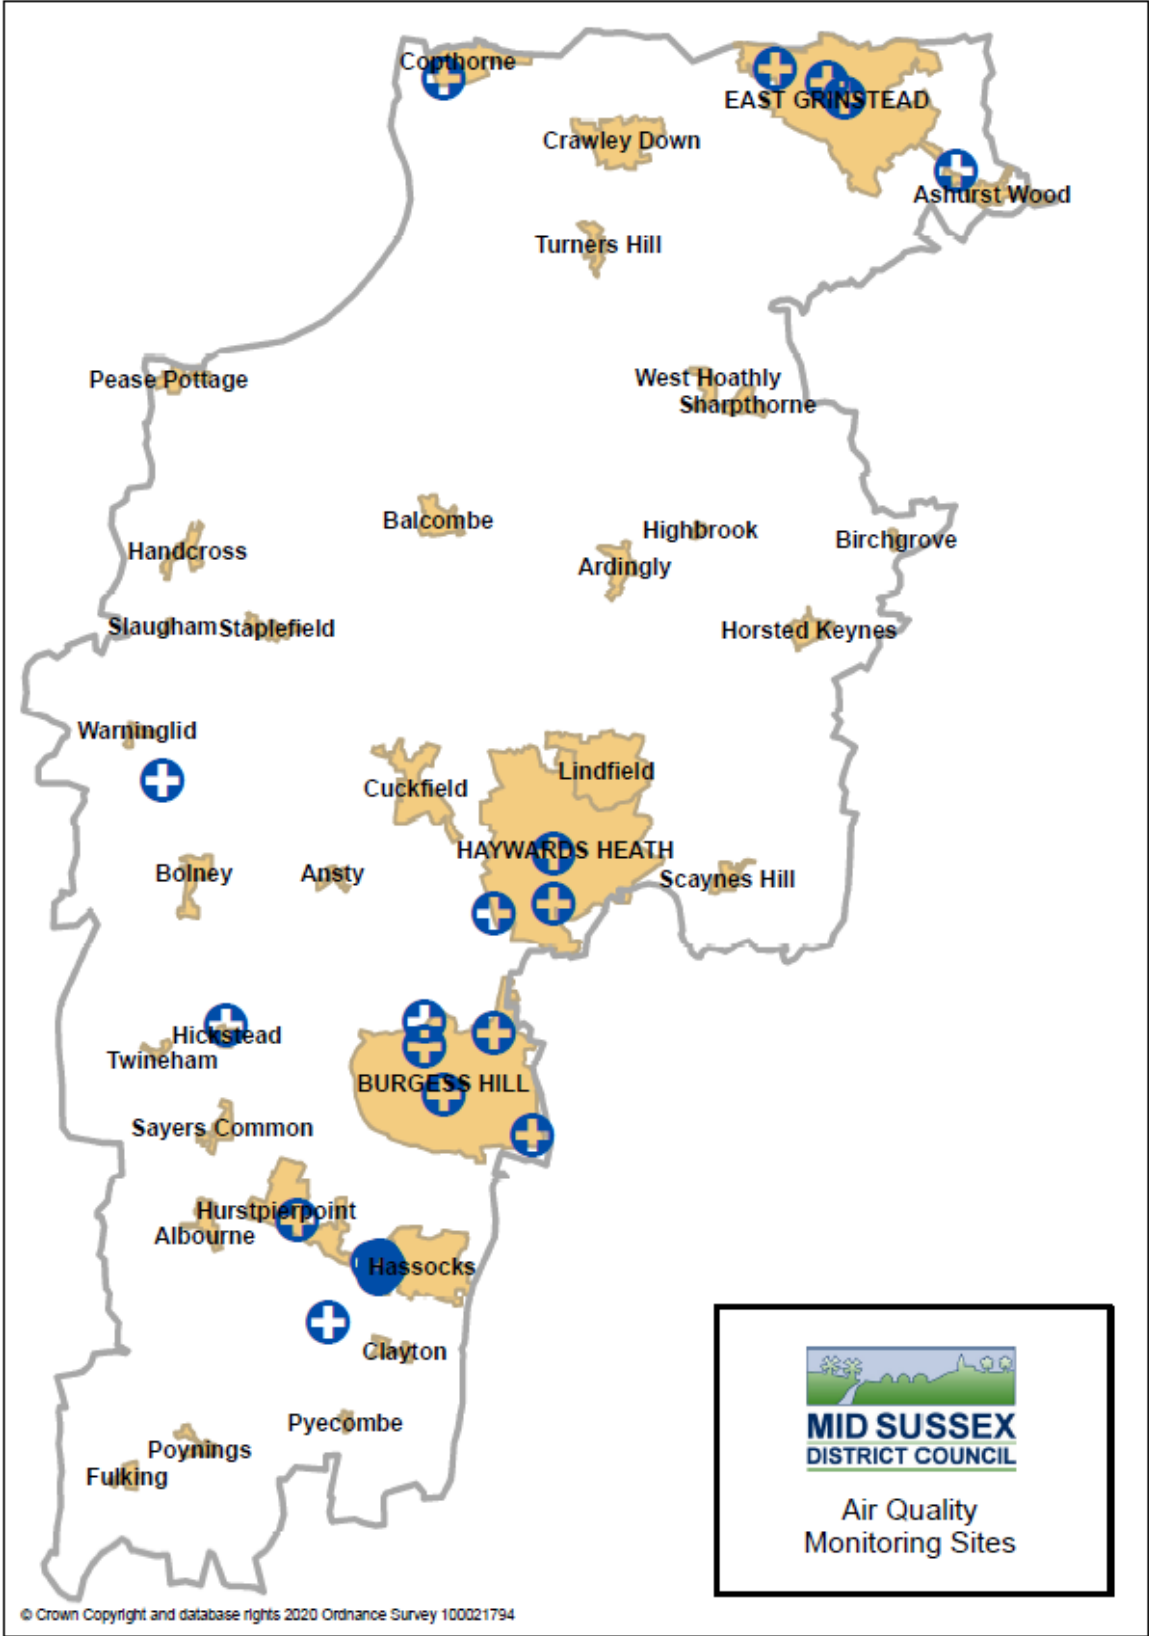 Copthorne
EAST GRINSTEAD
Crawley Down
Ashurst Wood
Turners Hill
Pease Pottage
West Hoathly
Sharpthorne
Balcombe
Highbrook
Birchgrove
Handcross
Ardingly
Slaugham
Staplefield
Horsted Keynes
Warninglid
Lindfield
Cuckfield
HAYWARDS HEATH
Bolney
Ansty
Scaynes Hill
Hickstead
Twineham
BURGESS HILL
Sayers Common
Hurstpierpoint
Albourne
Hassocks
Clayton
Pyecombe
Poynings
Fulking
MID SUSSEX
DISTRICT COUNCIL
Air Quality
Monitoring Sites
© Crown Copyright and database rights 2020 Ordnance Survey 100021794